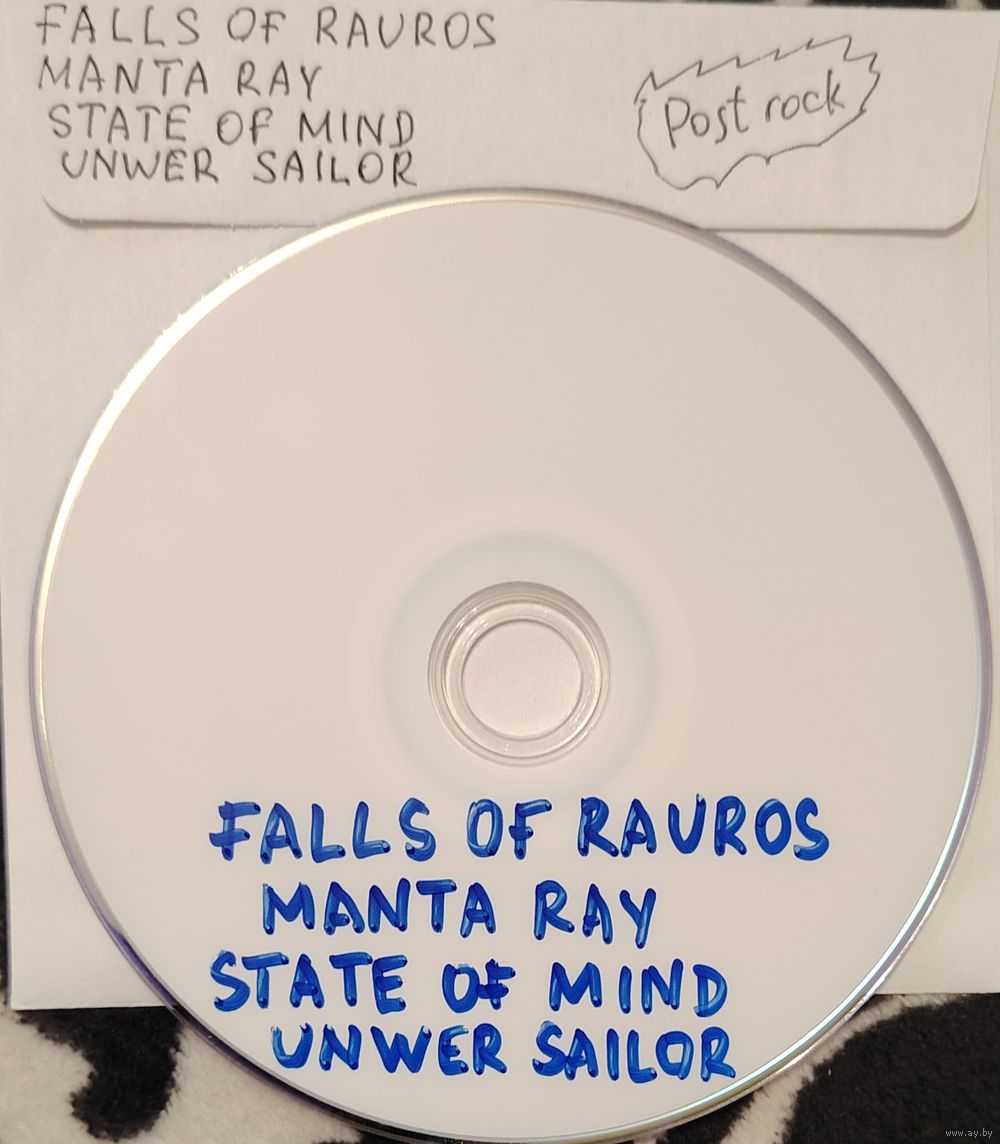 FALLS OF RAUROS
MANTA RAY
STATE OF MIND
UNWER SAILOR
Post rock
FALLS OF RAUROS
MANTA RAY
STATE OF MIND
UNWER SAILOR
www.ay.by